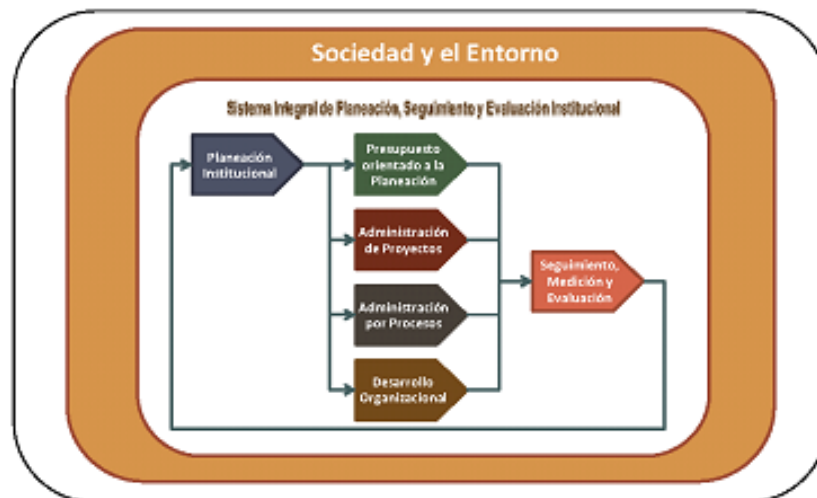 Sociedad y el Entorno
Sistema Integral de Planeación, Seguimiento y Evaluación Institucional
Planeación
Institucional
Presupuesto
orientado a la
Planeación
Administración
de Proyectos
Administración
por Procesos
Desarrollo
Organizacional
Seguimiento,
Medición y
Evaluación